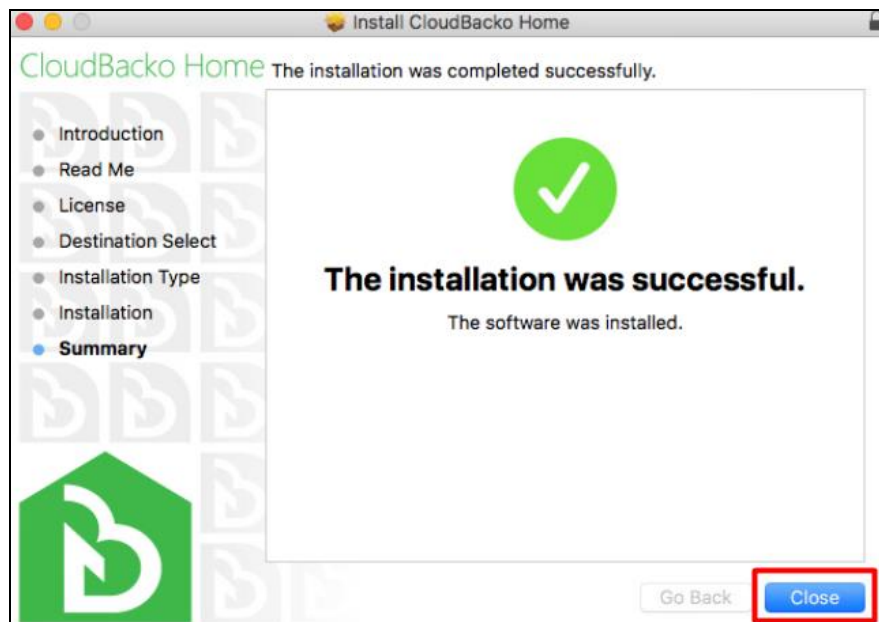 Install CloudBacko Home
CloudBacko Home
The installation was completed successfully.
Introduction
Read Me
License
Destination Select
Installation Type
Installation
Summary
The installation was successful.
The software was installed.
Go Back
Close